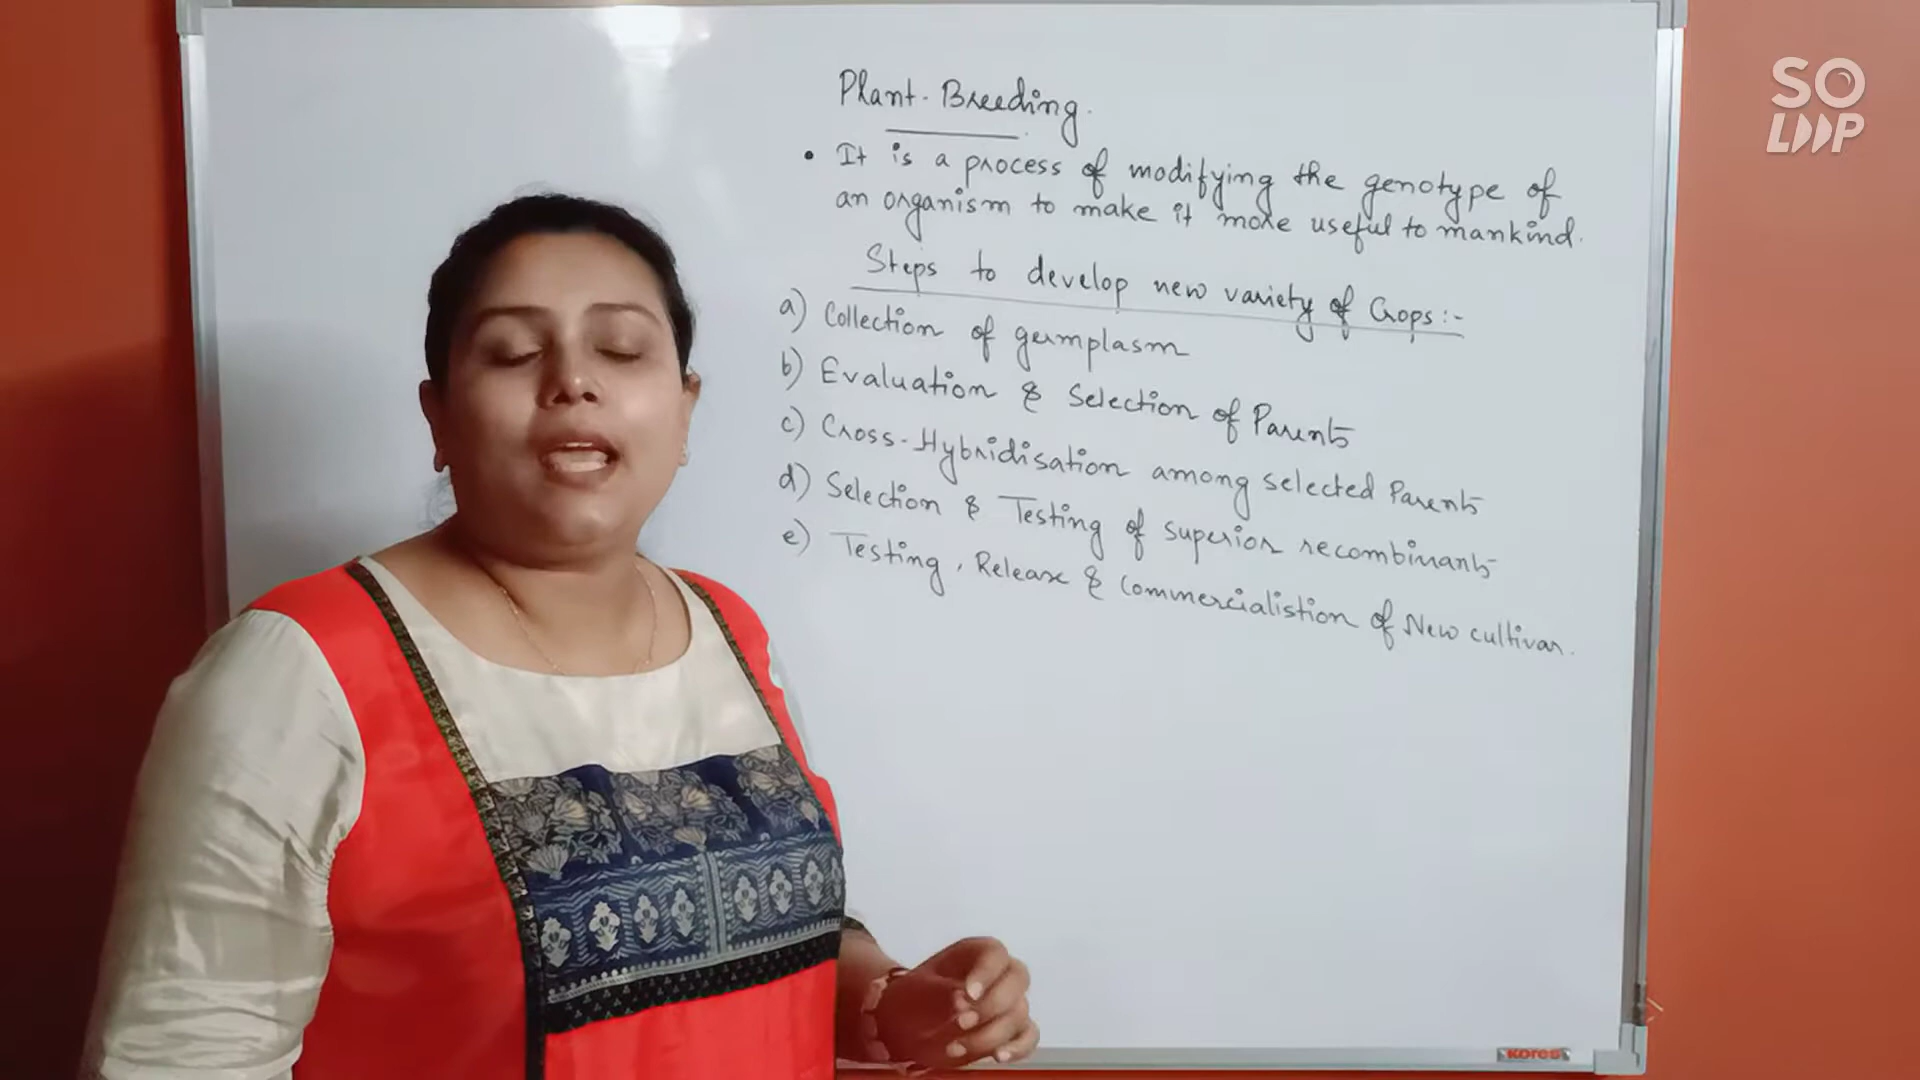 SO
LOOP
Plant-Breeding.
• It is a process of modifying the genotype of
an organism to make it more useful to mankind.
Steps to develop new variety of Crops:-
a) Collection of germplasm
b) Evaluation & Selection of Parents
c) Cross-Hybridisation among selected Parents
d) Selection & Testing of superior recombinants
e) Testing, Release & Commercialistion of New cultivar.
KORES